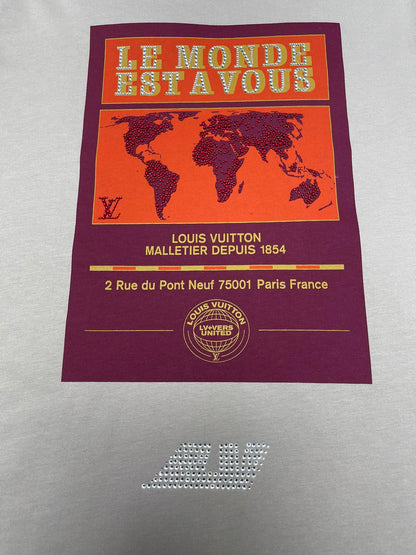 LE MONDE
EST A VOUS
LV
LOUIS VUITTON
MALLETIER DEPUIS 1854
2 Rue du Pont Neuf 75001 Paris France
LOUIS VUITTON
LV+VERS
UNITED
LV